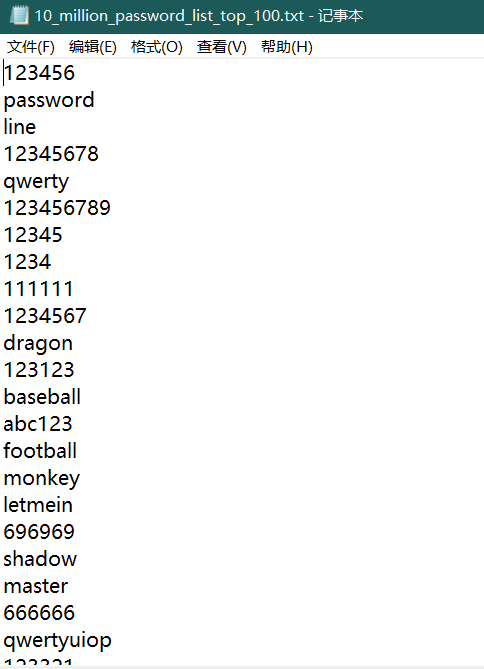 10_million_password_list_top_100.txt - 记事本
文件(F) 编辑(E) 格式(O) 查看(V) 帮助(H)
123456
password
line
12345678
qwerty
123456789
12345
1234
111111
1234567
dragon
123123
baseball
abc123
football
monkey
letmein
696969
shadow
master
666666
qwertyuiop
123321